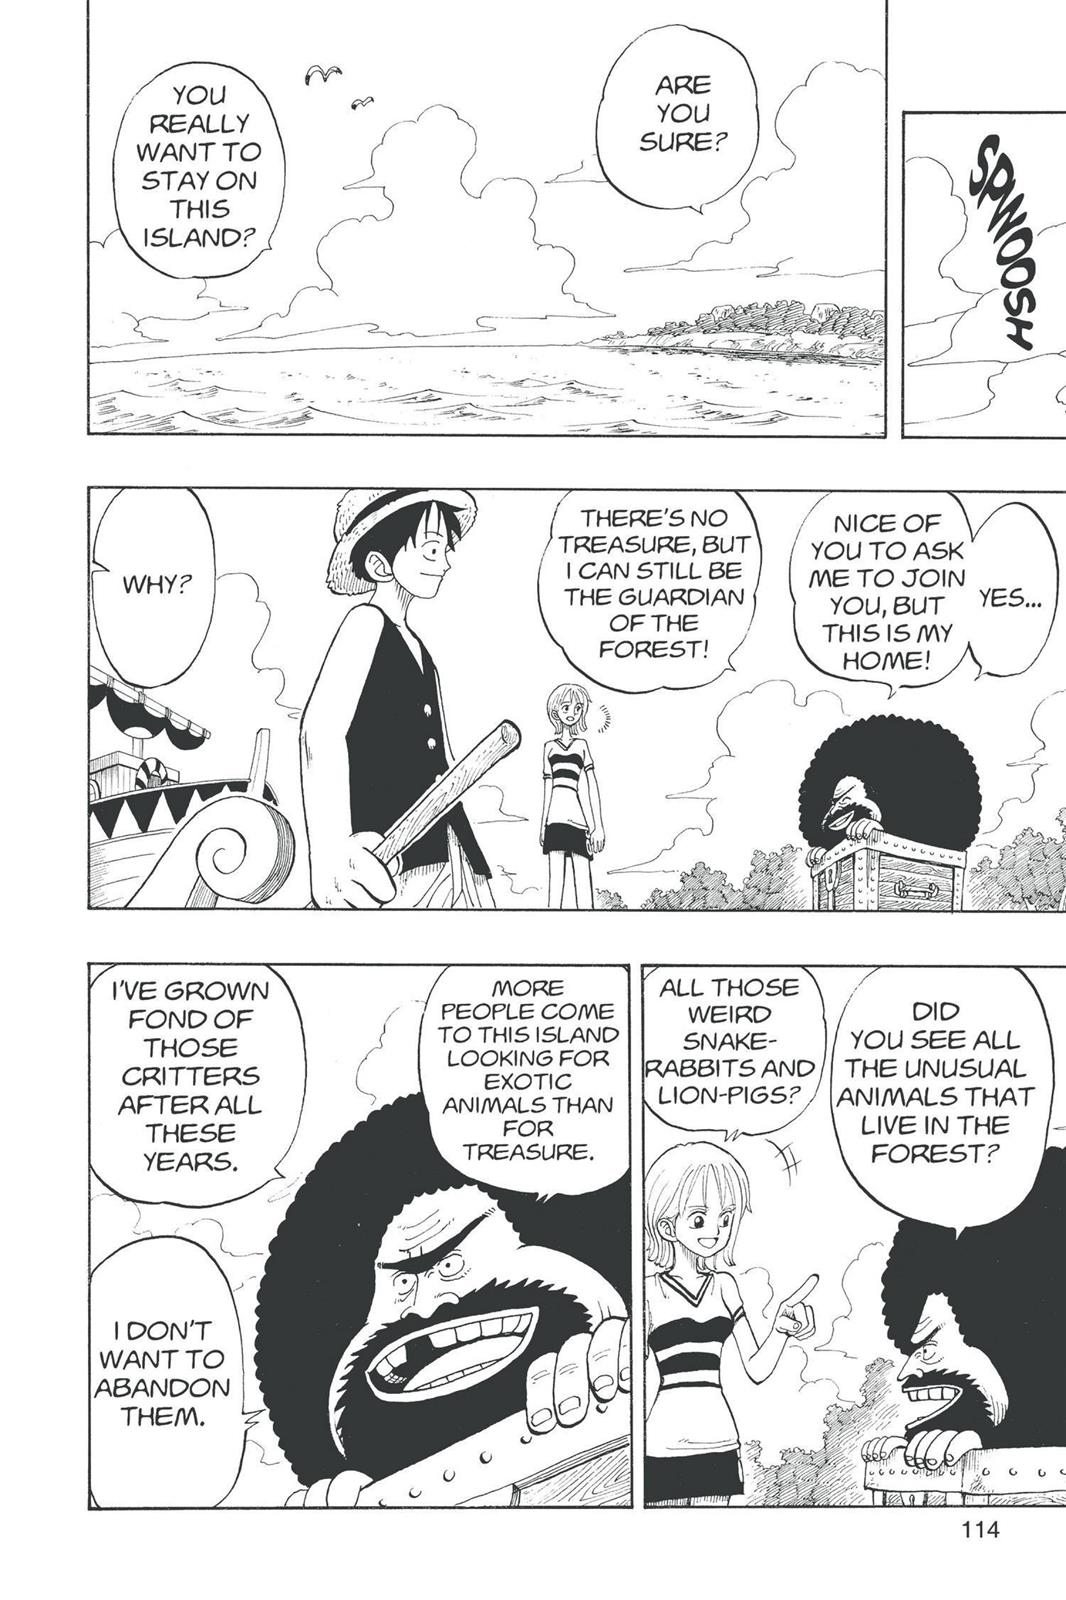 SPWOOSH
ARE
YOU
SURE?
YOU
REALLY
WANT TO
STAY ON
THIS
ISLAND?
YES...
NICE OF
YOU TO ASK
ME TO JOIN
YOU, BUT
THIS IS MY
HOME!
THERE'S NO
TREASURE, BUT
I CAN STILL BE
THE GUARDIAN
OF THE
FOREST!
WHY?
DID
YOU SEE ALL
THE UNUSUAL
ANIMALS THAT
LIVE IN THE
FOREST?
ALL THOSE
WEIRD
SNAKE-
RABBITS AND
LION-PIGS?
MORE
PEOPLE COME
TO THIS ISLAND
LOOKING FOR
EXOTIC
ANIMALS THAN
FOR
TREASURE.
I'VE GROWN
FOND OF
THOSE
CRITTERS
AFTER ALL
THESE
YEARS.
I DON'T
WANT TO
ABANDON
THEM.
114